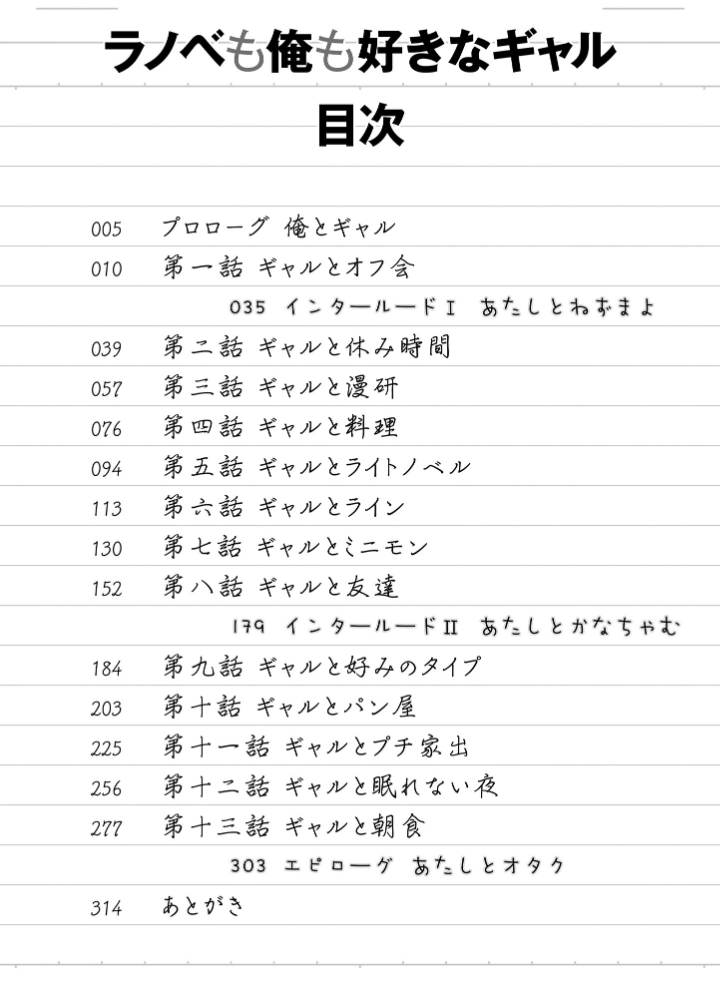 ラノベも俺も好きなギャル
目次
005 プロローグ 俺とギャル
010 第一話 ギャルとオフ会
035 インタールードⅠ あたしとねずまよ
039 第二話 ギャルと休み時間
057 第三話 ギャルと漫研
076 第四話 ギャルと料理
094 第五話 ギャルとライトノベル
113 第六話 ギャルとライン
130 第七話 ギャルとミニモン
152 第八話 ギャルと友達
179 インタールードⅡ あたしとかなちゃむ
184 第九話 ギャルと好みのタイプ
203 第十話 ギャルとパン屋
225 第十一話 ギャルとプチ家出
256 第十二話 ギャルと眠れない夜
277 第十三話 ギャルと朝食
303 エピローグ あたしとオタク
314 あとがき